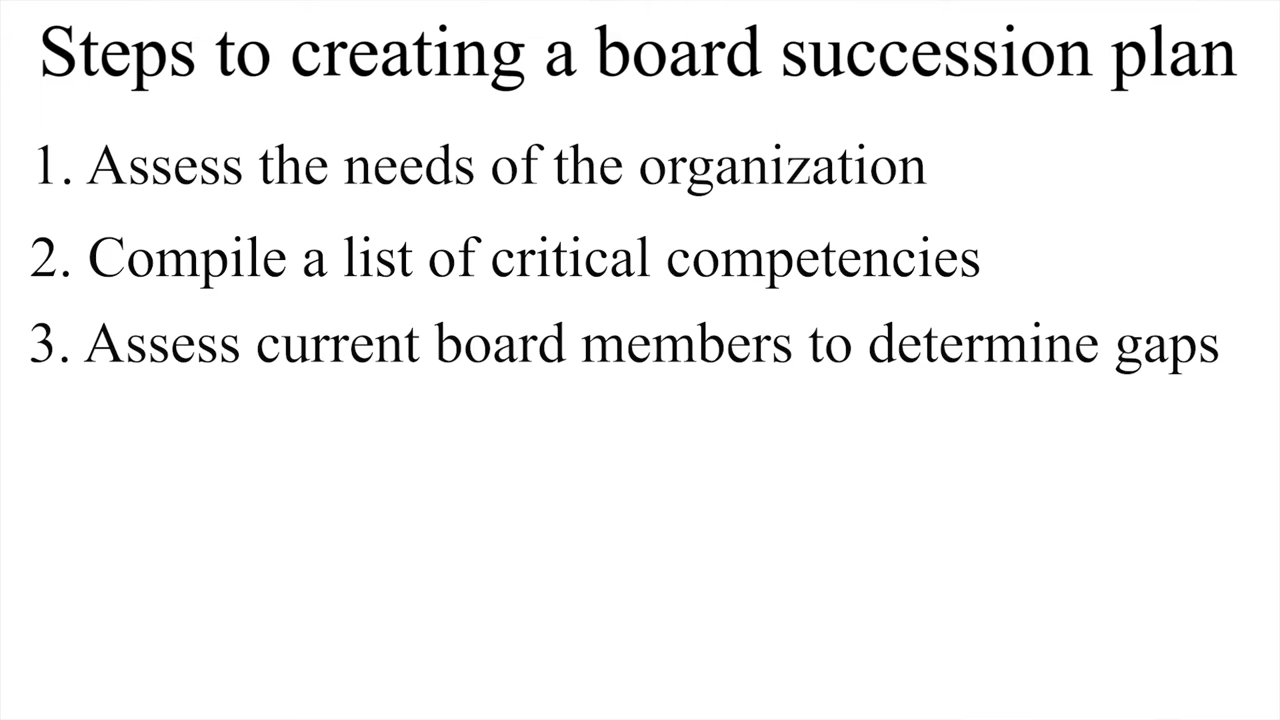 Steps to creating a board succession plan
1. Assess the needs of the organization
2. Compile a list of critical competencies
3. Assess current board members to determine gaps